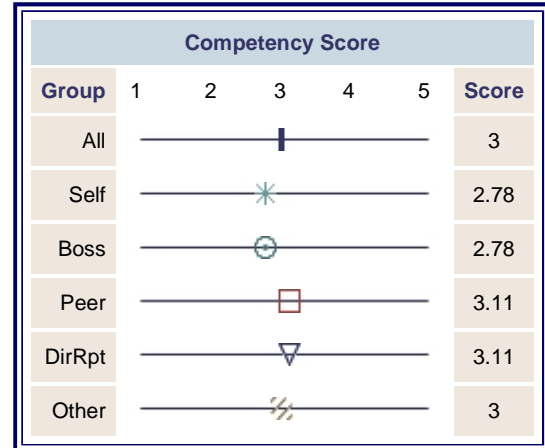 Competency Score
Group 1 2 3 4 5 Score
All 3
Self 2.78
Boss 2.78
Peer 3.11
DirRpt 3.11
Other 3